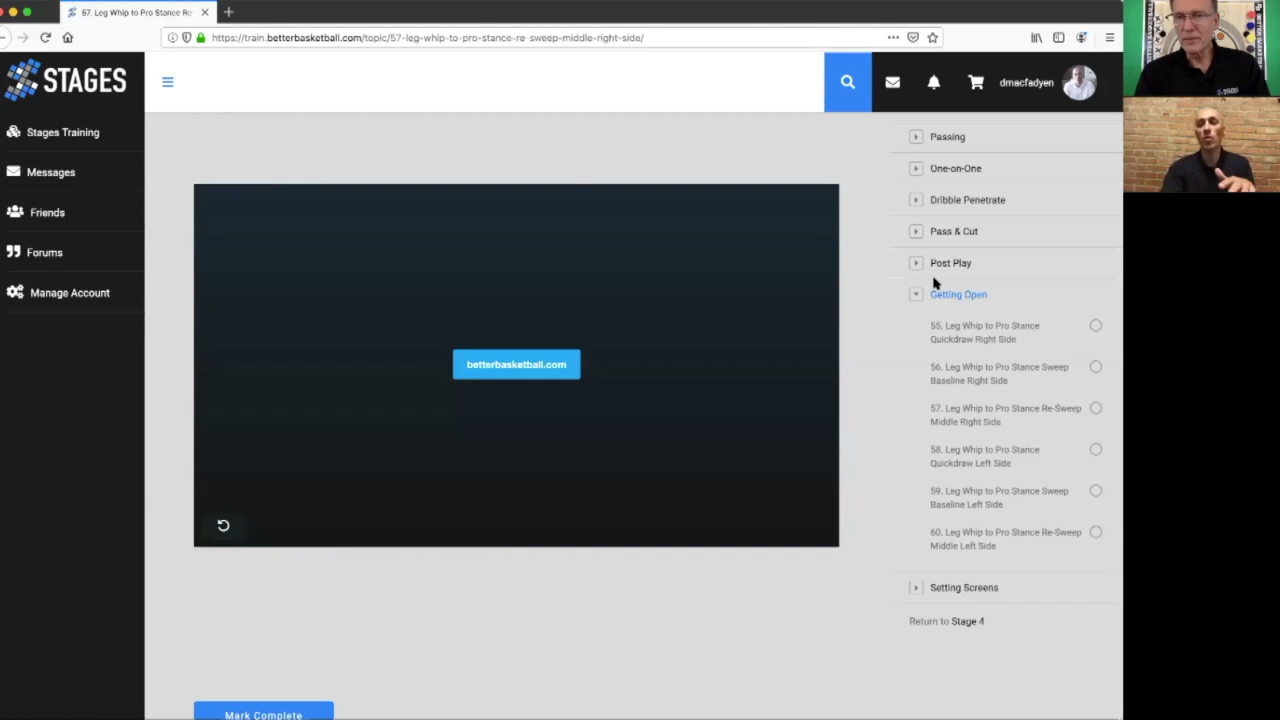 57. Leg Whip to Pro Stance Re
https://train.betterbasketball.com/topic/57-leg-whip-to-pro-stance-re-sweep-middle-right-side/
STAGES
dmacfadyen
Stages Training
Messages
Friends
Forums
Manage Account
betterbasketball.com
Mark Complete
Passing
One-on-One
Dribble Penetrate
Pass & Cut
Post Play
Getting Open
55. Leg Whip to Pro Stance
Quickdraw Right Side
56. Leg Whip to Pro Stance Sweep
Baseline Right Side
57. Leg Whip to Pro Stance Re-Sweep
Middle Right Side
58. Leg Whip to Pro Stance
Quickdraw Left Side
59. Leg Whip to Pro Stance Sweep
Baseline Left Side
60. Leg Whip to Pro Stance Re-Sweep
Middle Left Side
Setting Screens
Return to Stage 4
STAGES